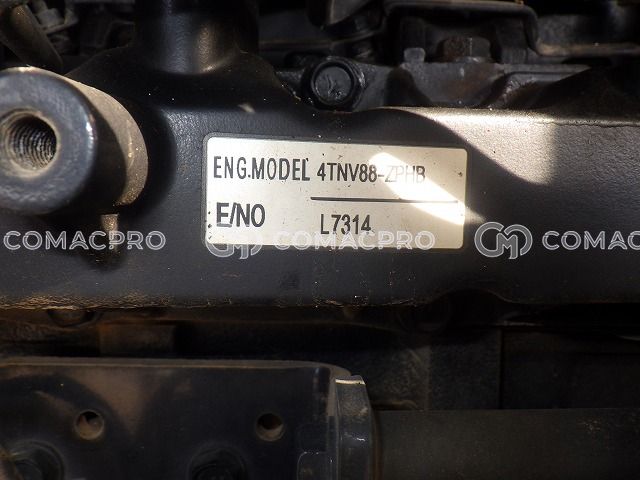 ENG.MODEL 4TNV88-ZPHB
E/NO L7314
COMACPRO COMACPRO COMACPRO